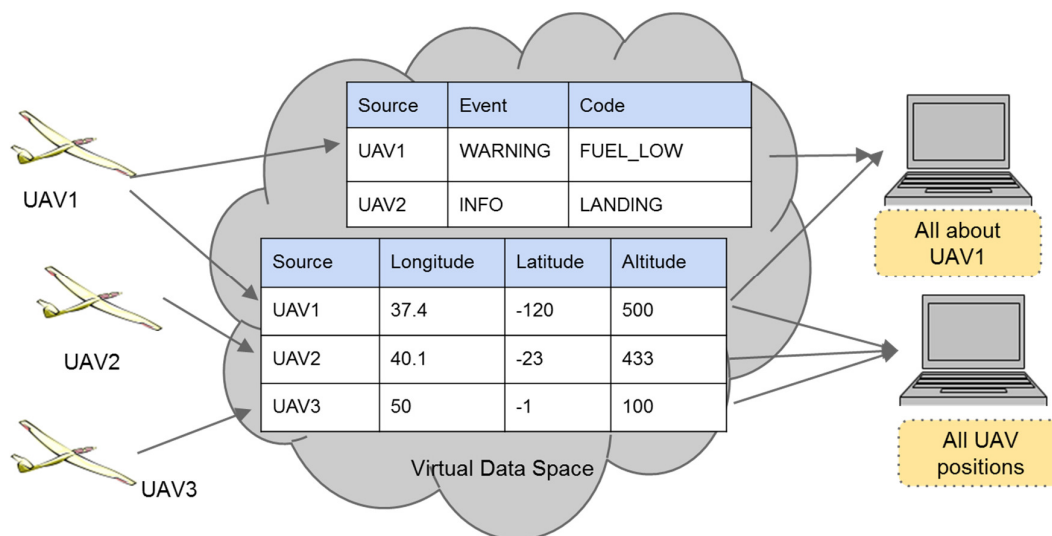 Source Event Code
UAV1 WARNING FUEL_LOW
UAV2 INFO LANDING
Source Longitude Latitude Altitude
UAV1 37.4 -120 500
UAV2 40.1 -23 433
UAV3 50 -1 100
Virtual Data Space
UAV1
UAV2
UAV3
All about
UAV1
All UAV
positions